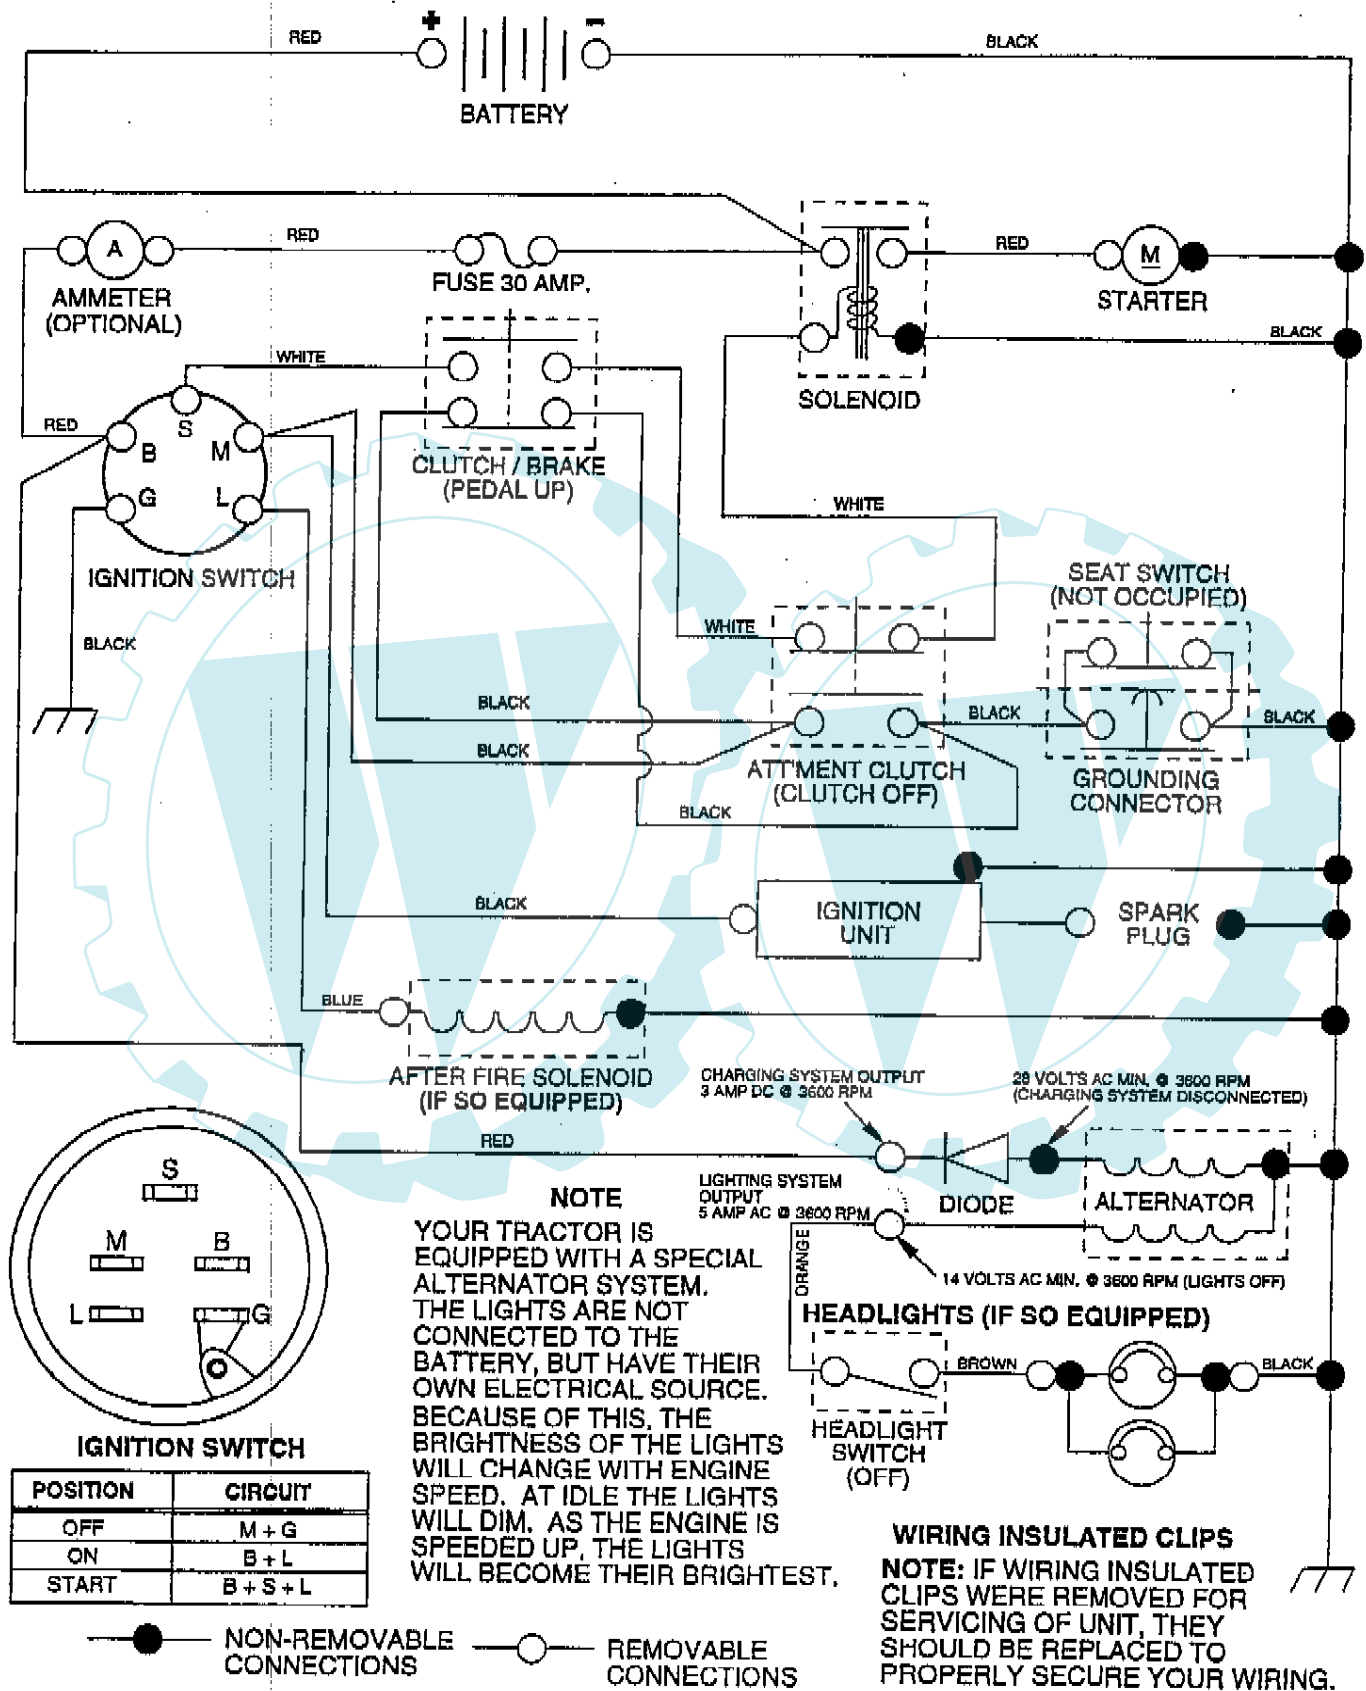 RED
+
-
BLACK
BATTERY
A
RED
FUSE 30 AMP.
RED
M
STARTER
AMMETER
(OPTIONAL)
WHITE
BLACK
SOLENOID
S
RED
B
M
G
L
CLUTCH / BRAKE
(PEDAL UP)
WHITE
IGNITION SWITCH
SEAT SWITCH
(NOT OCCUPIED)
WHITE
BLACK
BLACK
BLACK
BLACK
BLACK
ATT'MENT CLUTCH
(CLUTCH OFF)
GROUNDING
CONNECTOR
BLACK
BLACK
IGNITION
UNIT
SPARK
PLUG
BLUE
AFTER FIRE SOLENOID
(IF SO EQUIPPED)
CHARGING SYSTEM OUTPUT
3 AMP DC @ 3600 RPM
28 VOLTS AC MIN. @ 3600 RPM
(CHARGING SYSTEM DISCONNECTED)
RED
DIODE
ALTERNATOR
LIGHTING SYSTEM
OUTPUT
5 AMP AC @ 3600 RPM
ORANGE
14 VOLTS AC MIN. @ 3600 RPM (LIGHTS OFF)
HEADLIGHTS (IF SO EQUIPPED)
BROWN
BLACK
HEADLIGHT
SWITCH
(OFF)
S
M
B
L
G
IGNITION SWITCH
POSITION CIRCUIT
OFF M + G
ON B + L
START B + S + L
NOTE
YOUR TRACTOR IS
EQUIPPED WITH A SPECIAL
ALTERNATOR SYSTEM.
THE LIGHTS ARE NOT
CONNECTED TO THE
BATTERY, BUT HAVE THEIR
OWN ELECTRICAL SOURCE.
BECAUSE OF THIS, THE
BRIGHTNESS OF THE LIGHTS
WILL CHANGE WITH ENGINE
SPEED. AT IDLE THE LIGHTS
WILL DIM. AS THE ENGINE IS
SPEEDED UP, THE LIGHTS
WILL BECOME THEIR BRIGHTEST.
WIRING INSULATED CLIPS
NOTE: IF WIRING INSULATED
CLIPS WERE REMOVED FOR
SERVICING OF UNIT, THEY
SHOULD BE REPLACED TO
PROPERLY SECURE YOUR WIRING.
NON-REMOVABLE
CONNECTIONS
REMOVABLE
CONNECTIONS